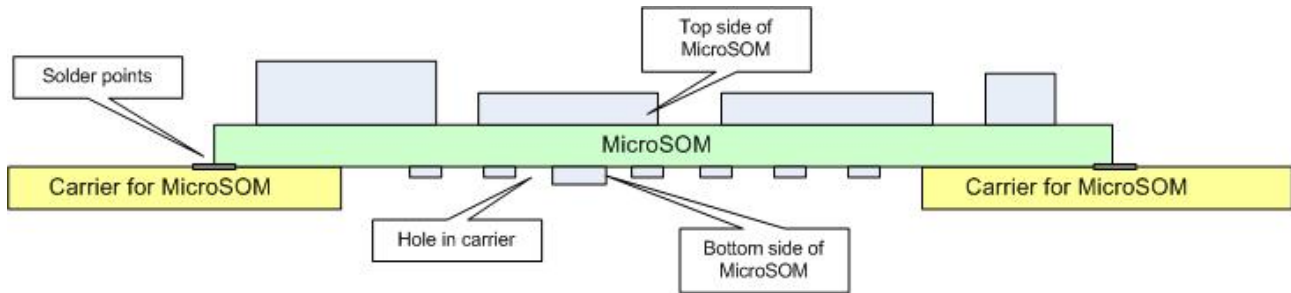 Top side of
MicroSOM
Solder points
MicroSOM
Carrier for MicroSOM
Carrier for MicroSOM
Hole in carrier
Bottom side of
MicroSOM